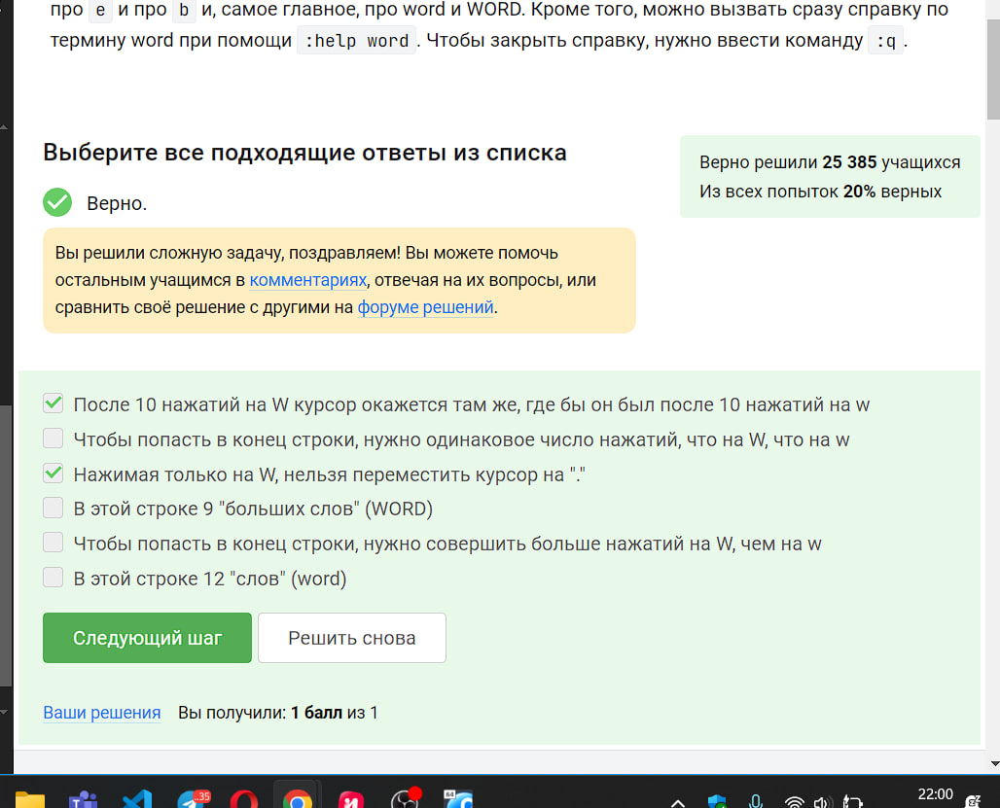 про e и про b и, самое главное, про word и WORD. Кроме того, можно вызвать сразу справку по
термину word при помощи :help word. Чтобы закрыть справку, нужно ввести команду :q.
Выберите все подходящие ответы из списка
Верно решили 25 385 учащихся
Из всех попыток 20% верных
Верно.
Вы решили сложную задачу, поздравляем! Вы можете помочь
остальным учащимся в комментариях, отвечая на их вопросы, или
сравнить своё решение с другими на форуме решений.
После 10 нажатий на W курсор окажется там же, где бы он был после 10 нажатий на w
Чтобы попасть в конец строки, нужно одинаковое число нажатий, что на W, что на w
Нажимая только на W, нельзя переместить курсор на "."
В этой строке 9 "больших слов" (WORD)
Чтобы попасть в конец строки, нужно совершить больше нажатий на W, чем на w
В этой строке 12 "слов" (word)
Следующий шаг
Решить снова
Ваши решения Вы получили: 1 балл из 1
35
64
22:00